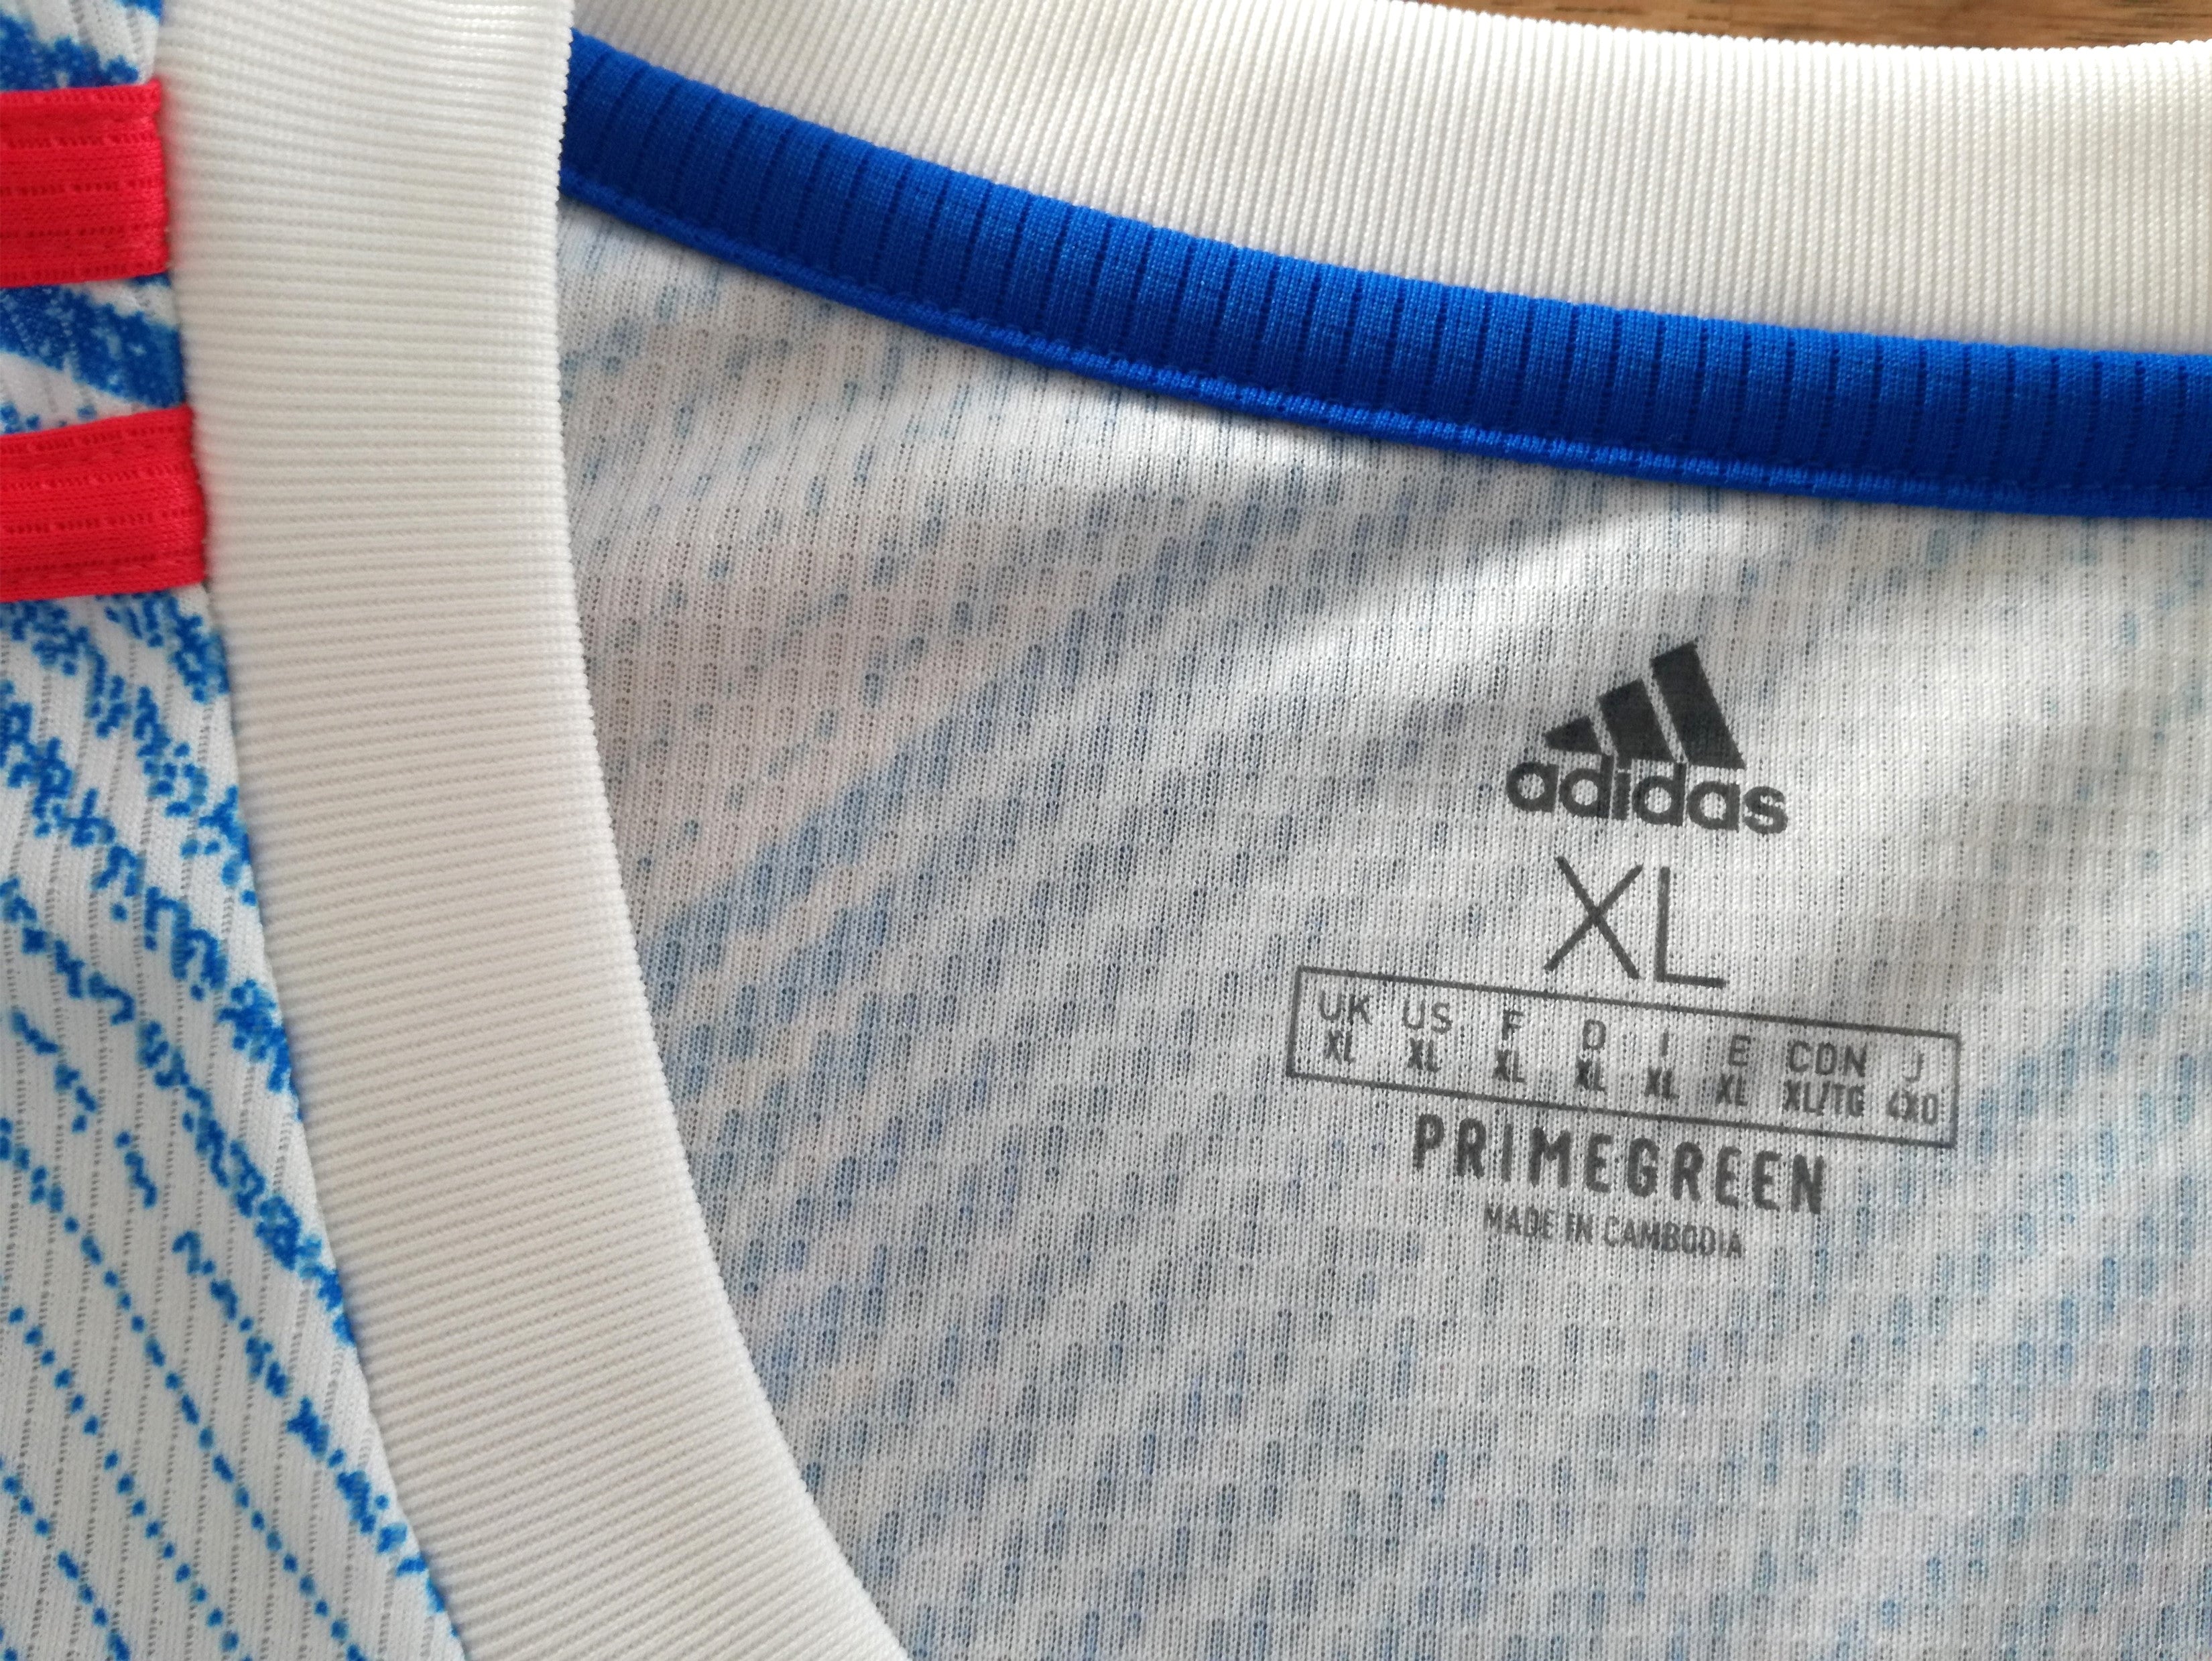 adidas
XL
UK US F D I E CDN J
XL XL XL XL XL XL XL/TG 4XO
PRIMEGREEN
MADE IN CAMBODIA